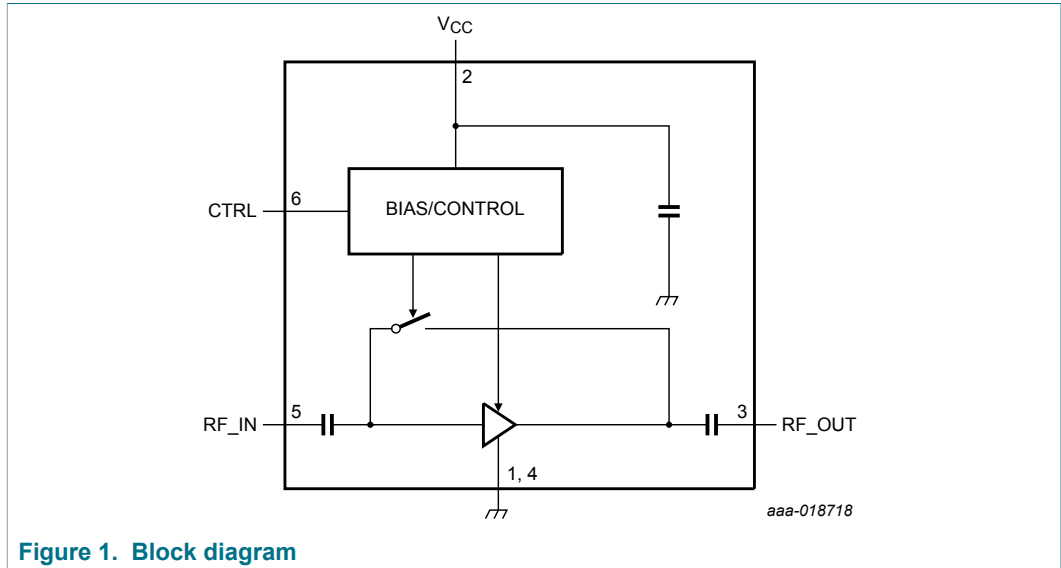 VCC
2
CTRL
6
BIAS/CONTROL
RF_IN
5
3
RF_OUT
1, 4
aaa-018718
Figure 1. Block diagram